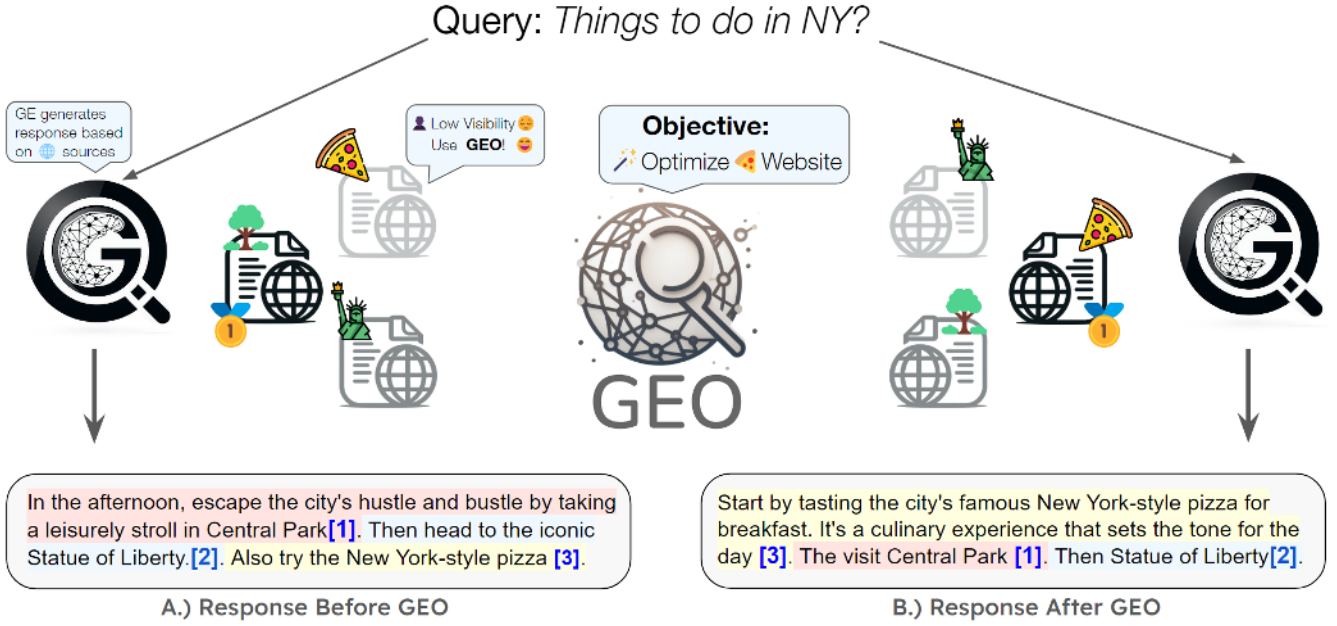 Query: Things to do in NY?
GE generates
response based
on sources
Low Visibility
Use GEO!
Objective:
Optimize Website
G
1
GEO
1
G
In the afternoon, escape the city's hustle and bustle by taking
a leisurely stroll in Central Park[1]. Then head to the iconic
Statue of Liberty.[2]. Also try the New York-style pizza [3].
A.) Response Before GEO
Start by tasting the city's famous New York-style pizza for
breakfast. It's a culinary experience that sets the tone for the
day [3]. The visit Central Park [1]. Then Statue of Liberty[2].
B.) Response After GEO